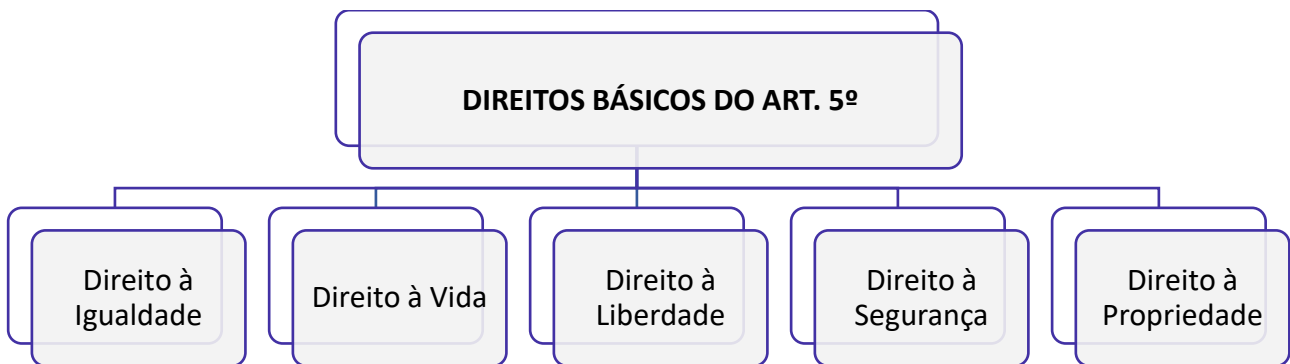 DIREITOS BÁSICOS DO ART. 5º
Direito à
Igualdade
Direito à Vida
Direito à
Liberdade
Direito à
Segurança
Direito à
Propriedade